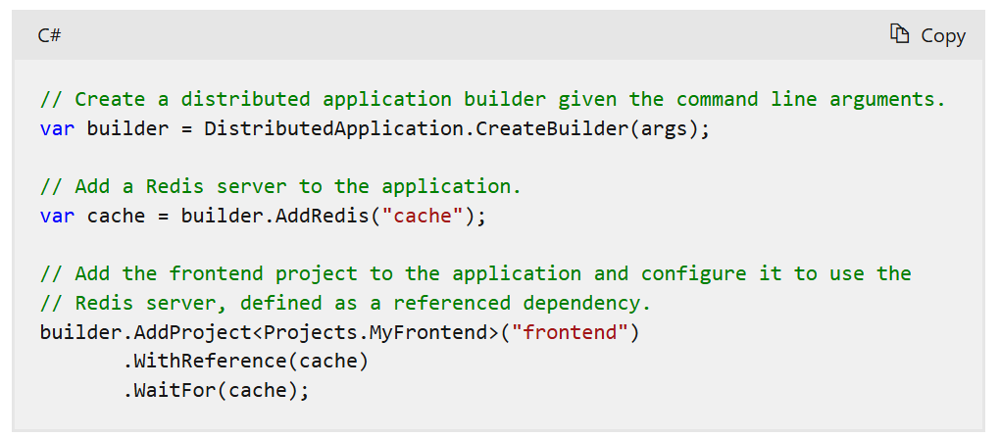 C#
Copy
// Create a distributed application builder given the command line arguments.
var builder = DistributedApplication.CreateBuilder(args);
// Add a Redis server to the application.
var cache = builder.AddRedis("cache");
// Add the frontend project to the application and configure it to use the
// Redis server, defined as a referenced dependency.
builder.AddProject<Projects.MyFrontend>("frontend")
       .WithReference(cache)
       .WaitFor(cache);